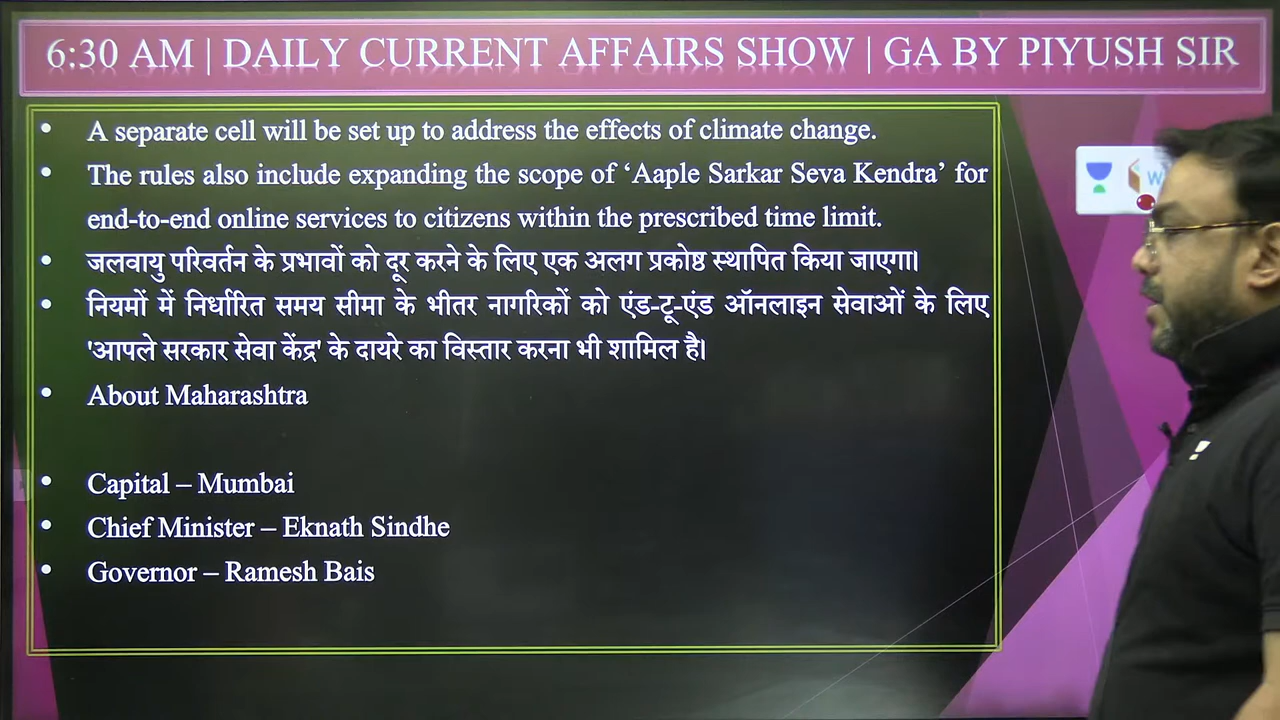 6:30 AM | DAILY CURRENT AFFAIRS SHOW | GA BY PIYUSH SIR
• A separate cell will be set up to address the effects of climate change.
• The rules also include expanding the scope of ‘Aaple Sarkar Seva Kendra’ for
end-to-end online services to citizens within the prescribed time limit.
• जलवायु परिवर्तन के प्रभावों को दूर करने के लिए एक अलग प्रकोष्ठ स्थापित किया जाएगा।
• नियमों में निर्धारित समय सीमा के भीतर नागरिकों को एंड-टू-एंड ऑनलाइन सेवाओं के लिए
'आपले सरकार सेवा केंद्र' के दायरे का विस्तार करना भी शामिल है।
• About Maharashtra
• Capital – Mumbai
• Chief Minister – Eknath Sindhe
• Governor – Ramesh Bais